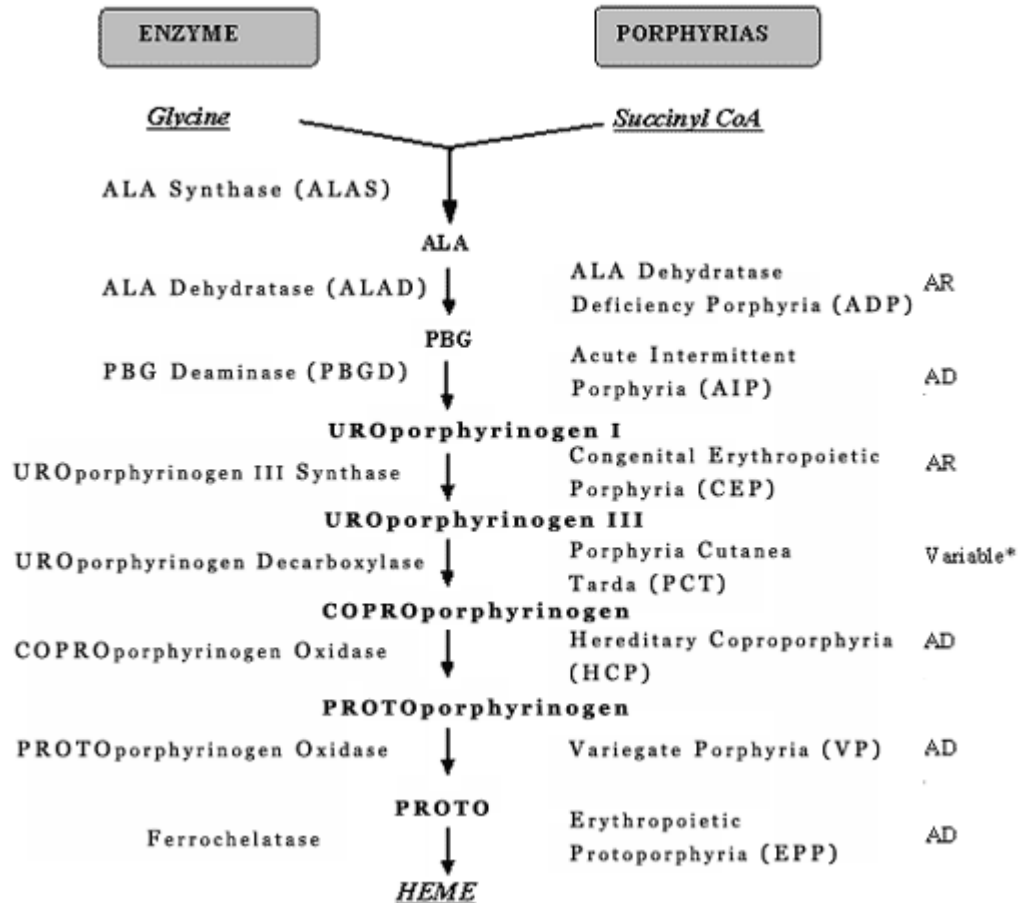 ENZYME
PORPHYRIAS
Glycine
Succinyl CoA
ALA Synthase (ALAS)
ALA
ALA Dehydratase (ALAD)
ALA Dehydratase
Deficiency Porphyria (ADP)
AR
PBG
PBG Deaminase (PBGD)
Acute Intermittent
Porphyria (AIP)
AD
UROporphyrinogen I
UROporphyrinogen III Synthase
Congenital Erythropoietic
Porphyria (CEP)
AR
UROporphyrinogen III
UROporphyrinogen Decarboxylase
Porphyria Cutanea
Tarda (PCT)
Variable*
COPROporphyrinogen
COPROporphyrinogen Oxidase
Hereditary Coproporphyria
(HCP)
AD
PROTOporphyrinogen
PROTOporphyrinogen Oxidase
Variegate Porphyria (VP)
AD
PROTO
Ferrochelatase
Erythropoietic
Protoporphyria (EPP)
AD
HEME